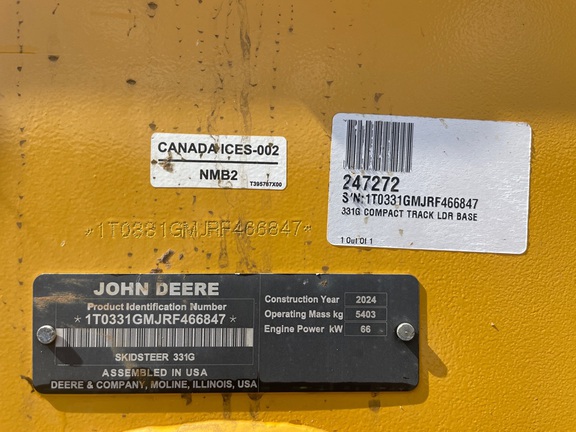 CANADA ICES-002
NMB2
T395767X00
247272
S/N:1T0331GMJRF466847
331G COMPACT TRACK LDR BASE
1 Out Of 1
*1T0331GMJRF466847*
JOHN DEERE
Product Identification Number
*1T0331GMJRF466847*
SKIDSTEER 331G
ASSEMBLED IN USA
DEERE & COMPANY, MOLINE, ILLINOIS, USA
Construction Year 2024
Operating Mass kg 5403
Engine Power kW 66